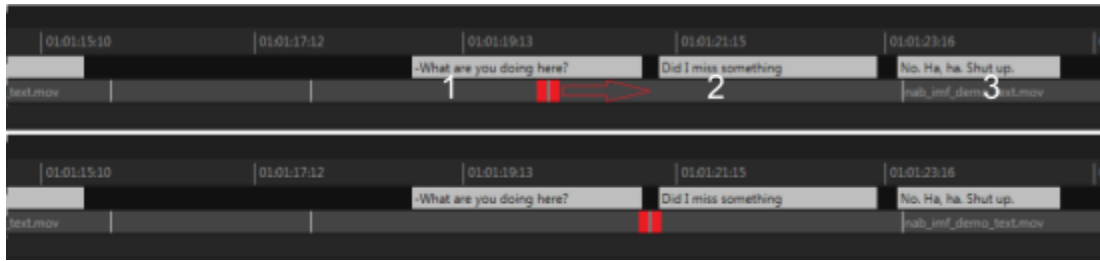 01:01:15:10 01:01:17:12 01:01:19:13 01:01:21:15 01:01:23:16
-What are you doing here? Did I miss something No. Ha, ha. Shut up.
1 2 3
_text.mov nab_imf_demo_text.mov
01:01:15:10 01:01:17:12 01:01:19:13 01:01:21:15 01:01:23:16
-What are you doing here? Did I miss something No. Ha, ha. Shut up.
_text.mov nab_imf_demo_text.mov